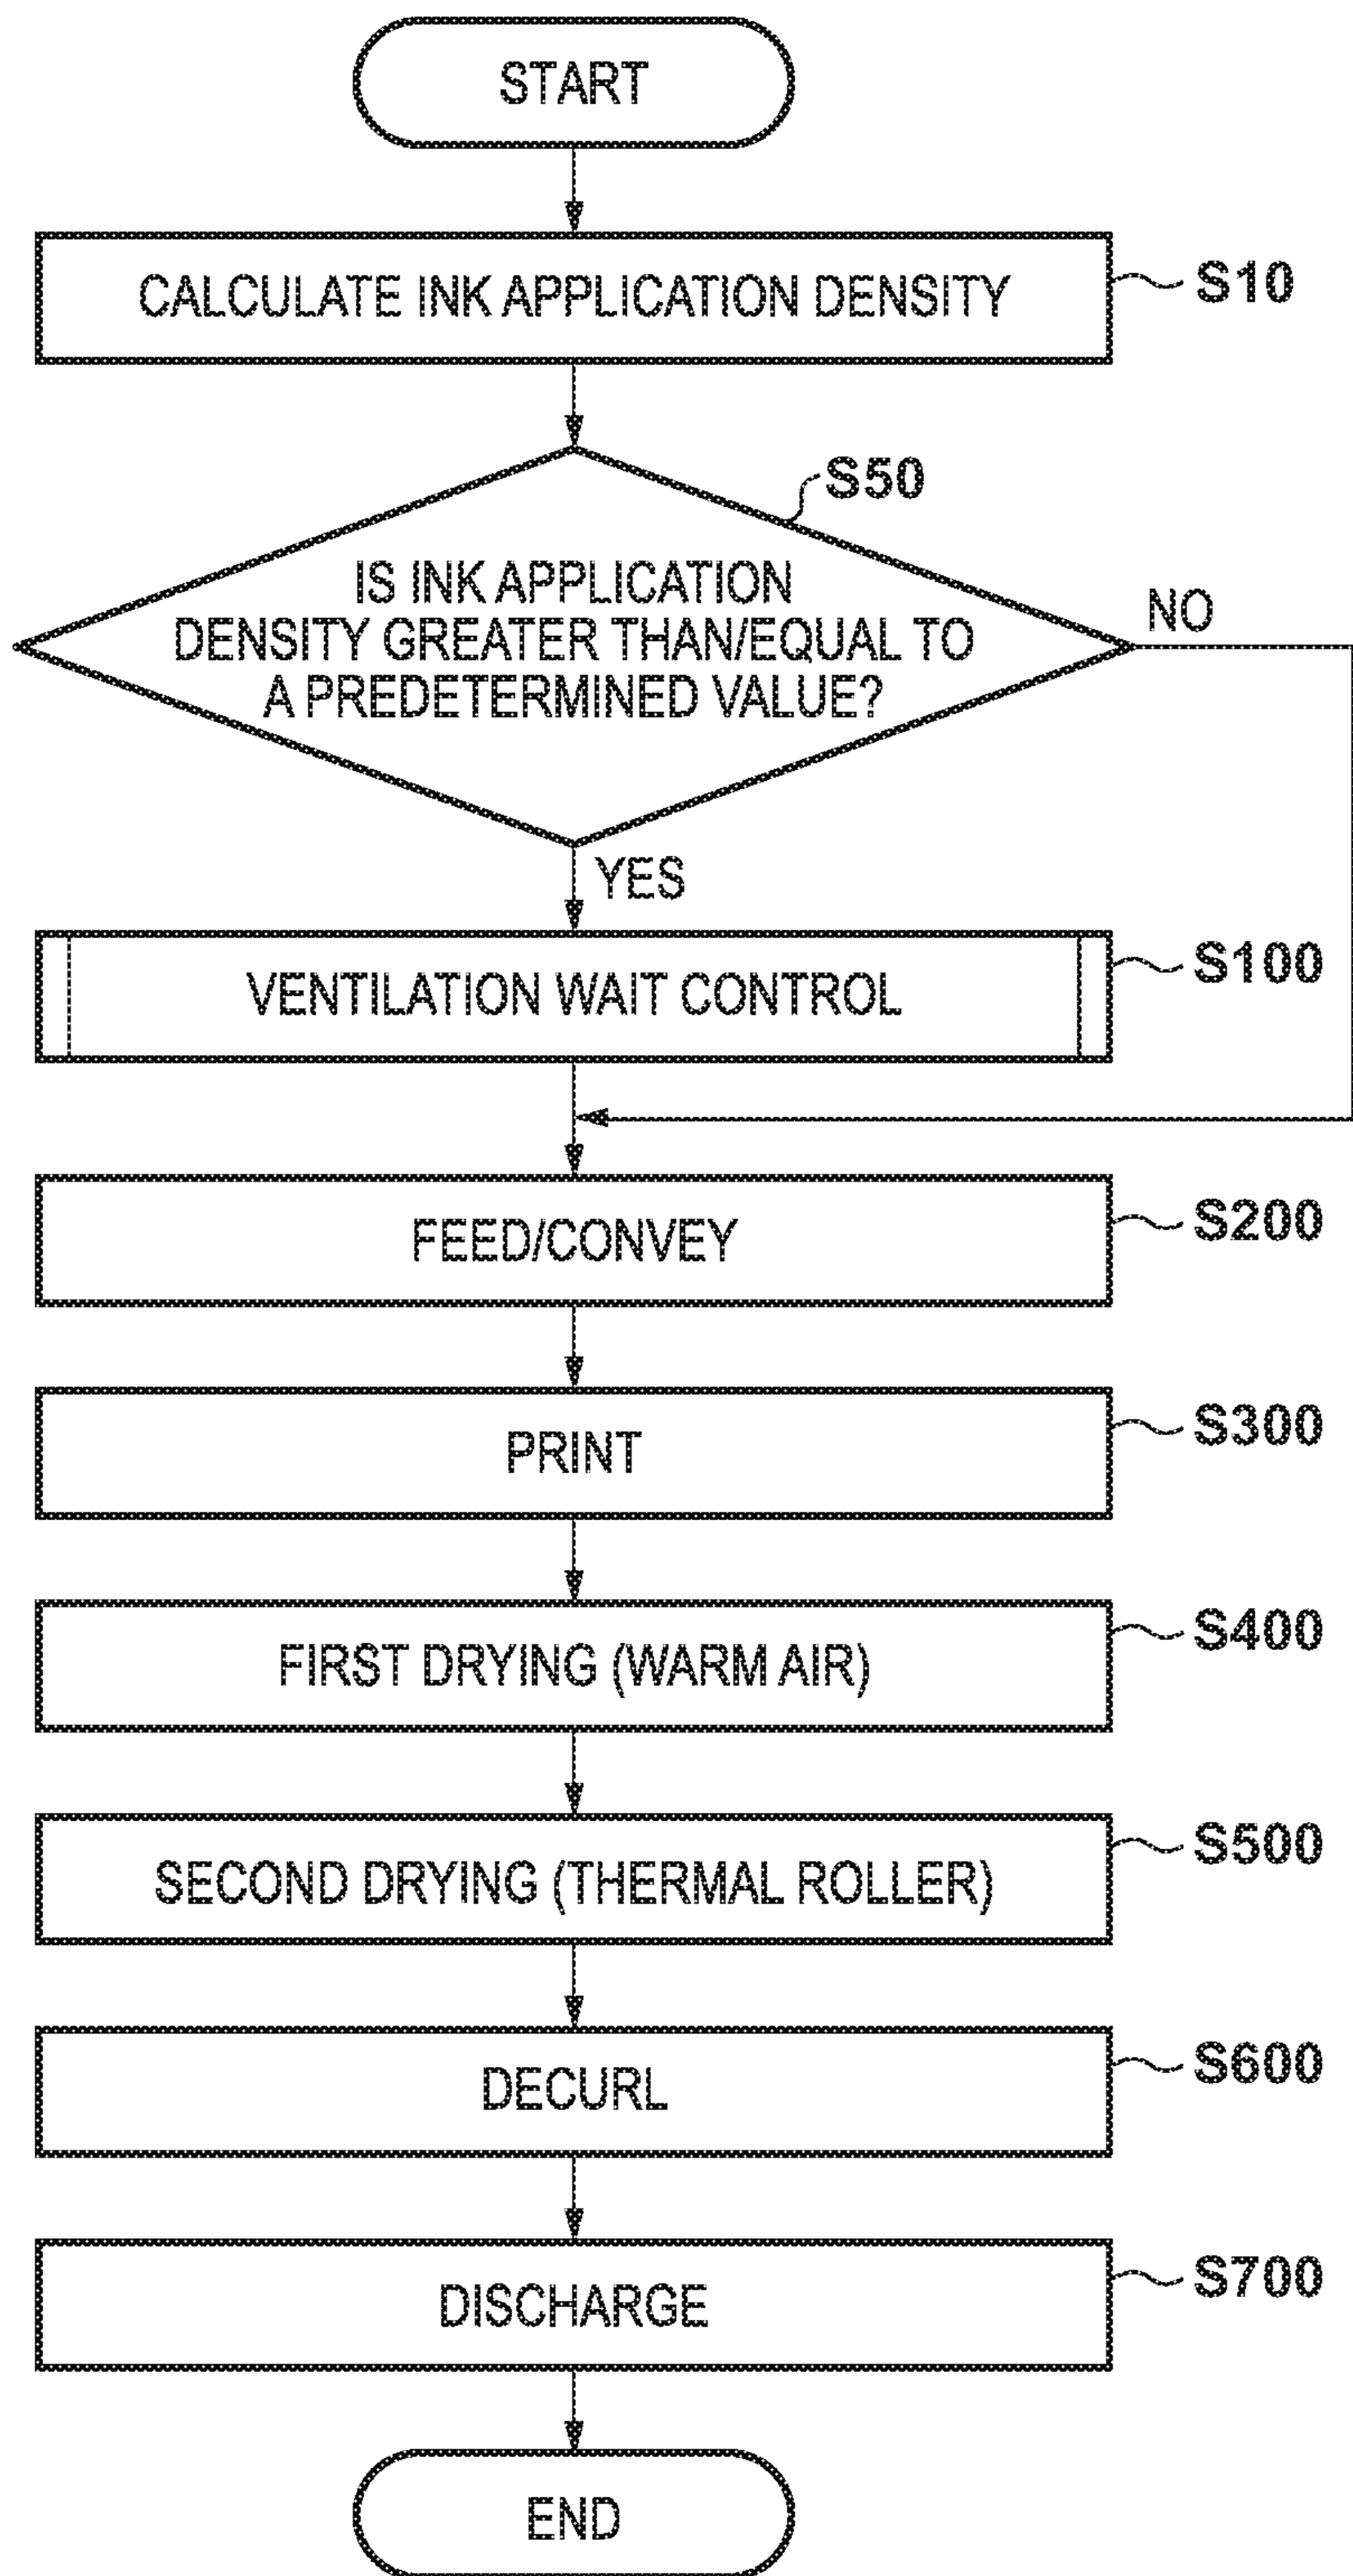 START
CALCULATE INK APPLICATION DENSITY
S10
S50
IS INK APPLICATION
DENSITY GREATER THAN/EQUAL TO
A PREDETERMINED VALUE?
NO
YES
VENTILATION WAIT CONTROL
S100
FEED/CONVEY
S200
PRINT
S300
FIRST DRYING (WARM AIR)
S400
SECOND DRYING (THERMAL ROLLER)
S500
DECURL
S600
DISCHARGE
S700
END